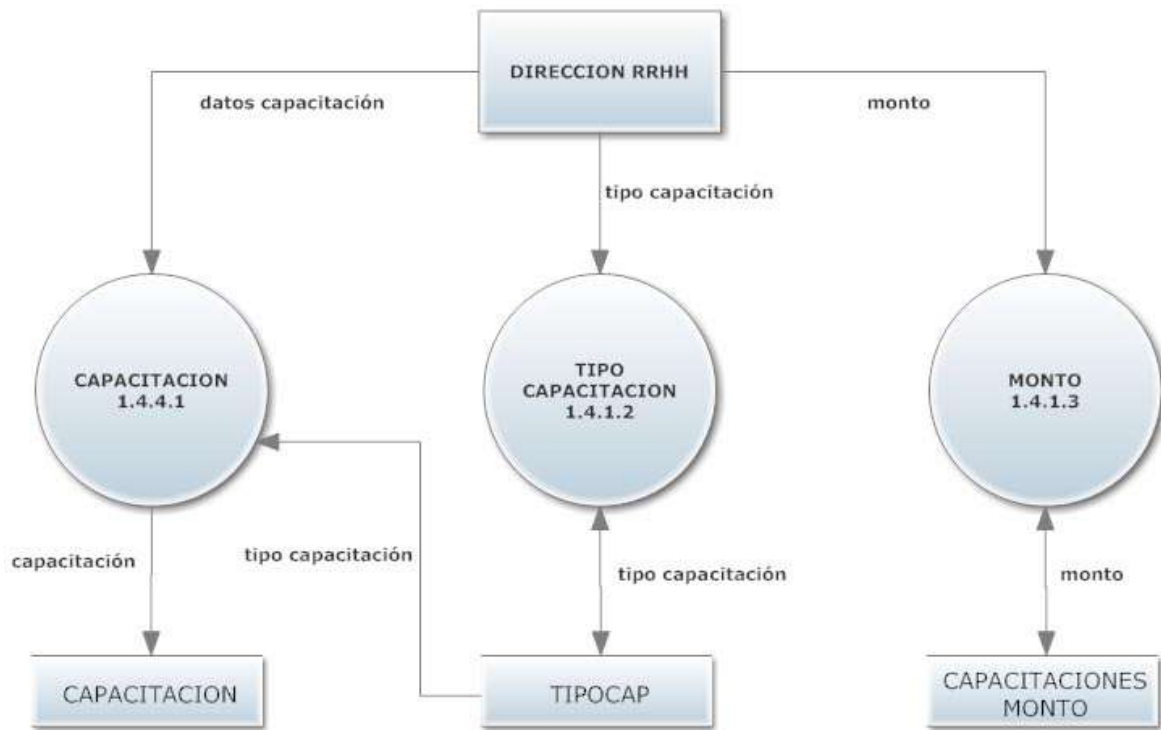 DIRECCION RRHH
datos capacitación
monto
tipo capacitación
CAPACITACION
1.4.4.1
TIPO
CAPACITACION
1.4.1.2
MONTO
1.4.1.3
capacitación
tipo capacitación
tipo capacitación
monto
CAPACITACION
TIPOCAP
CAPACITACIONES
MONTO